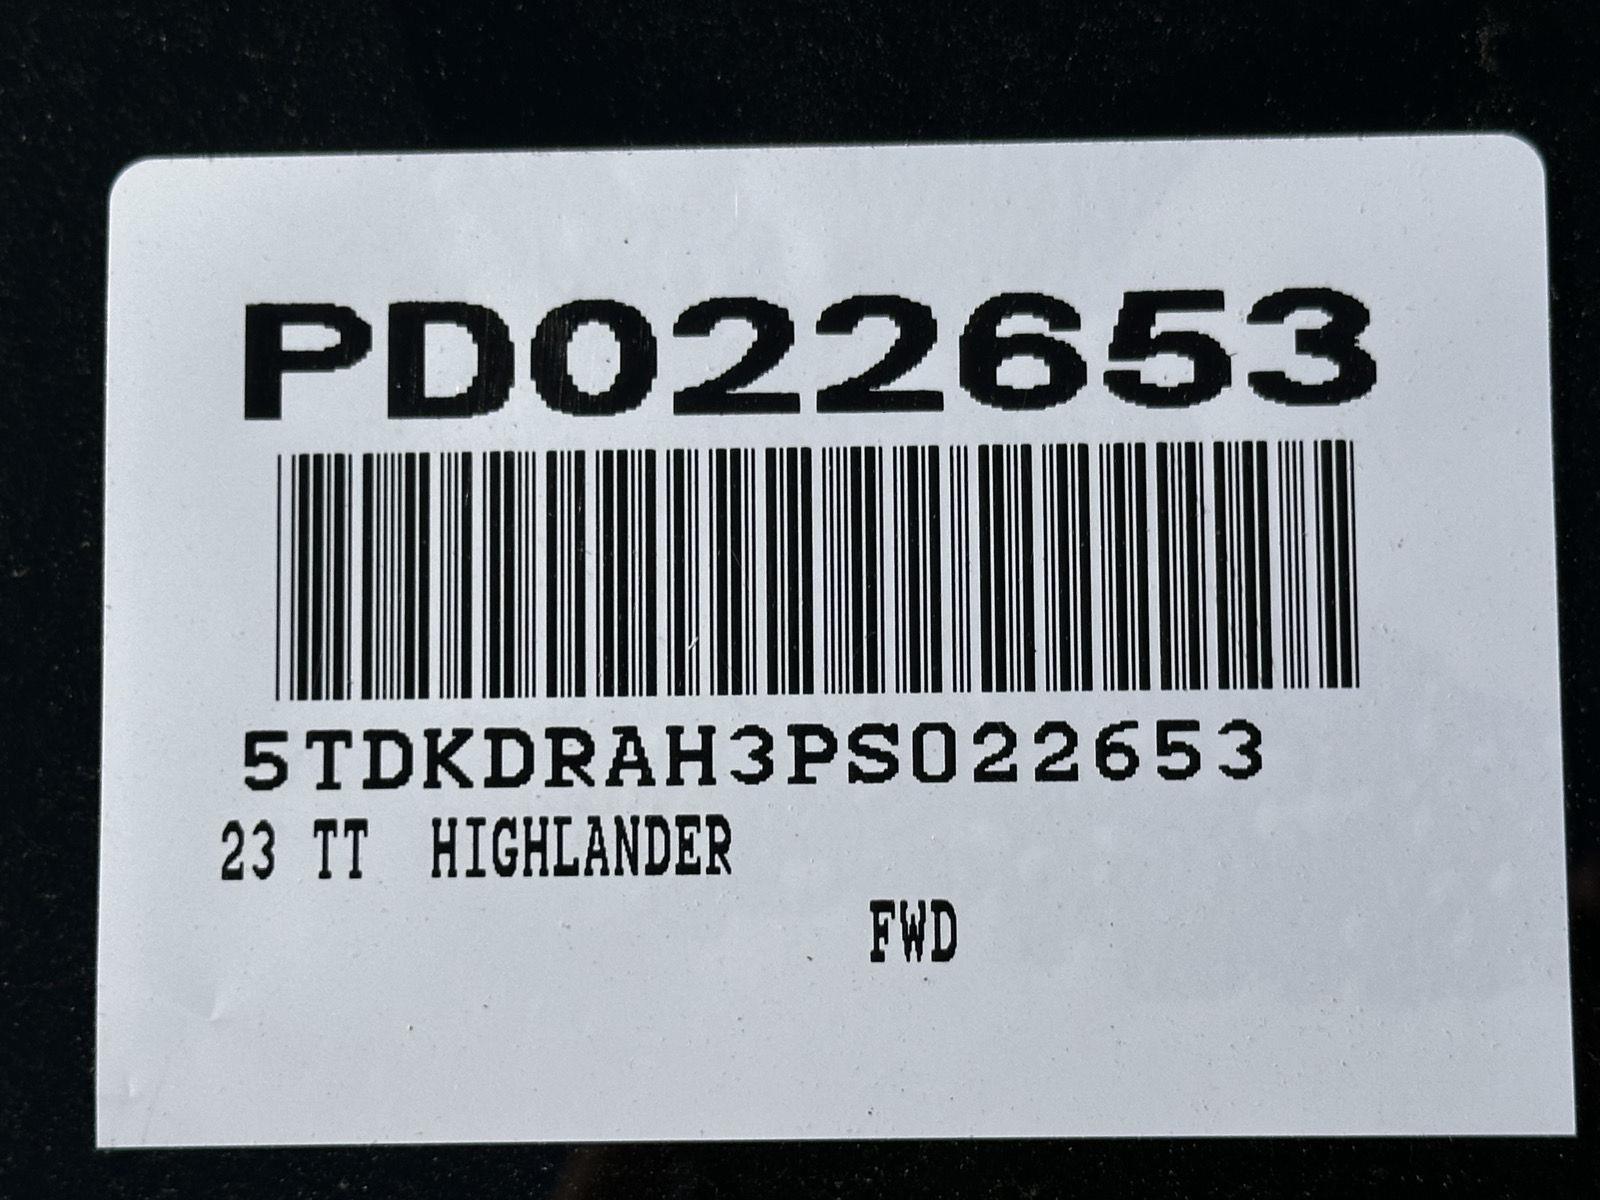 PD022653
5TDKDRAH3PS022653
23 TT HIGHLANDER
FWD